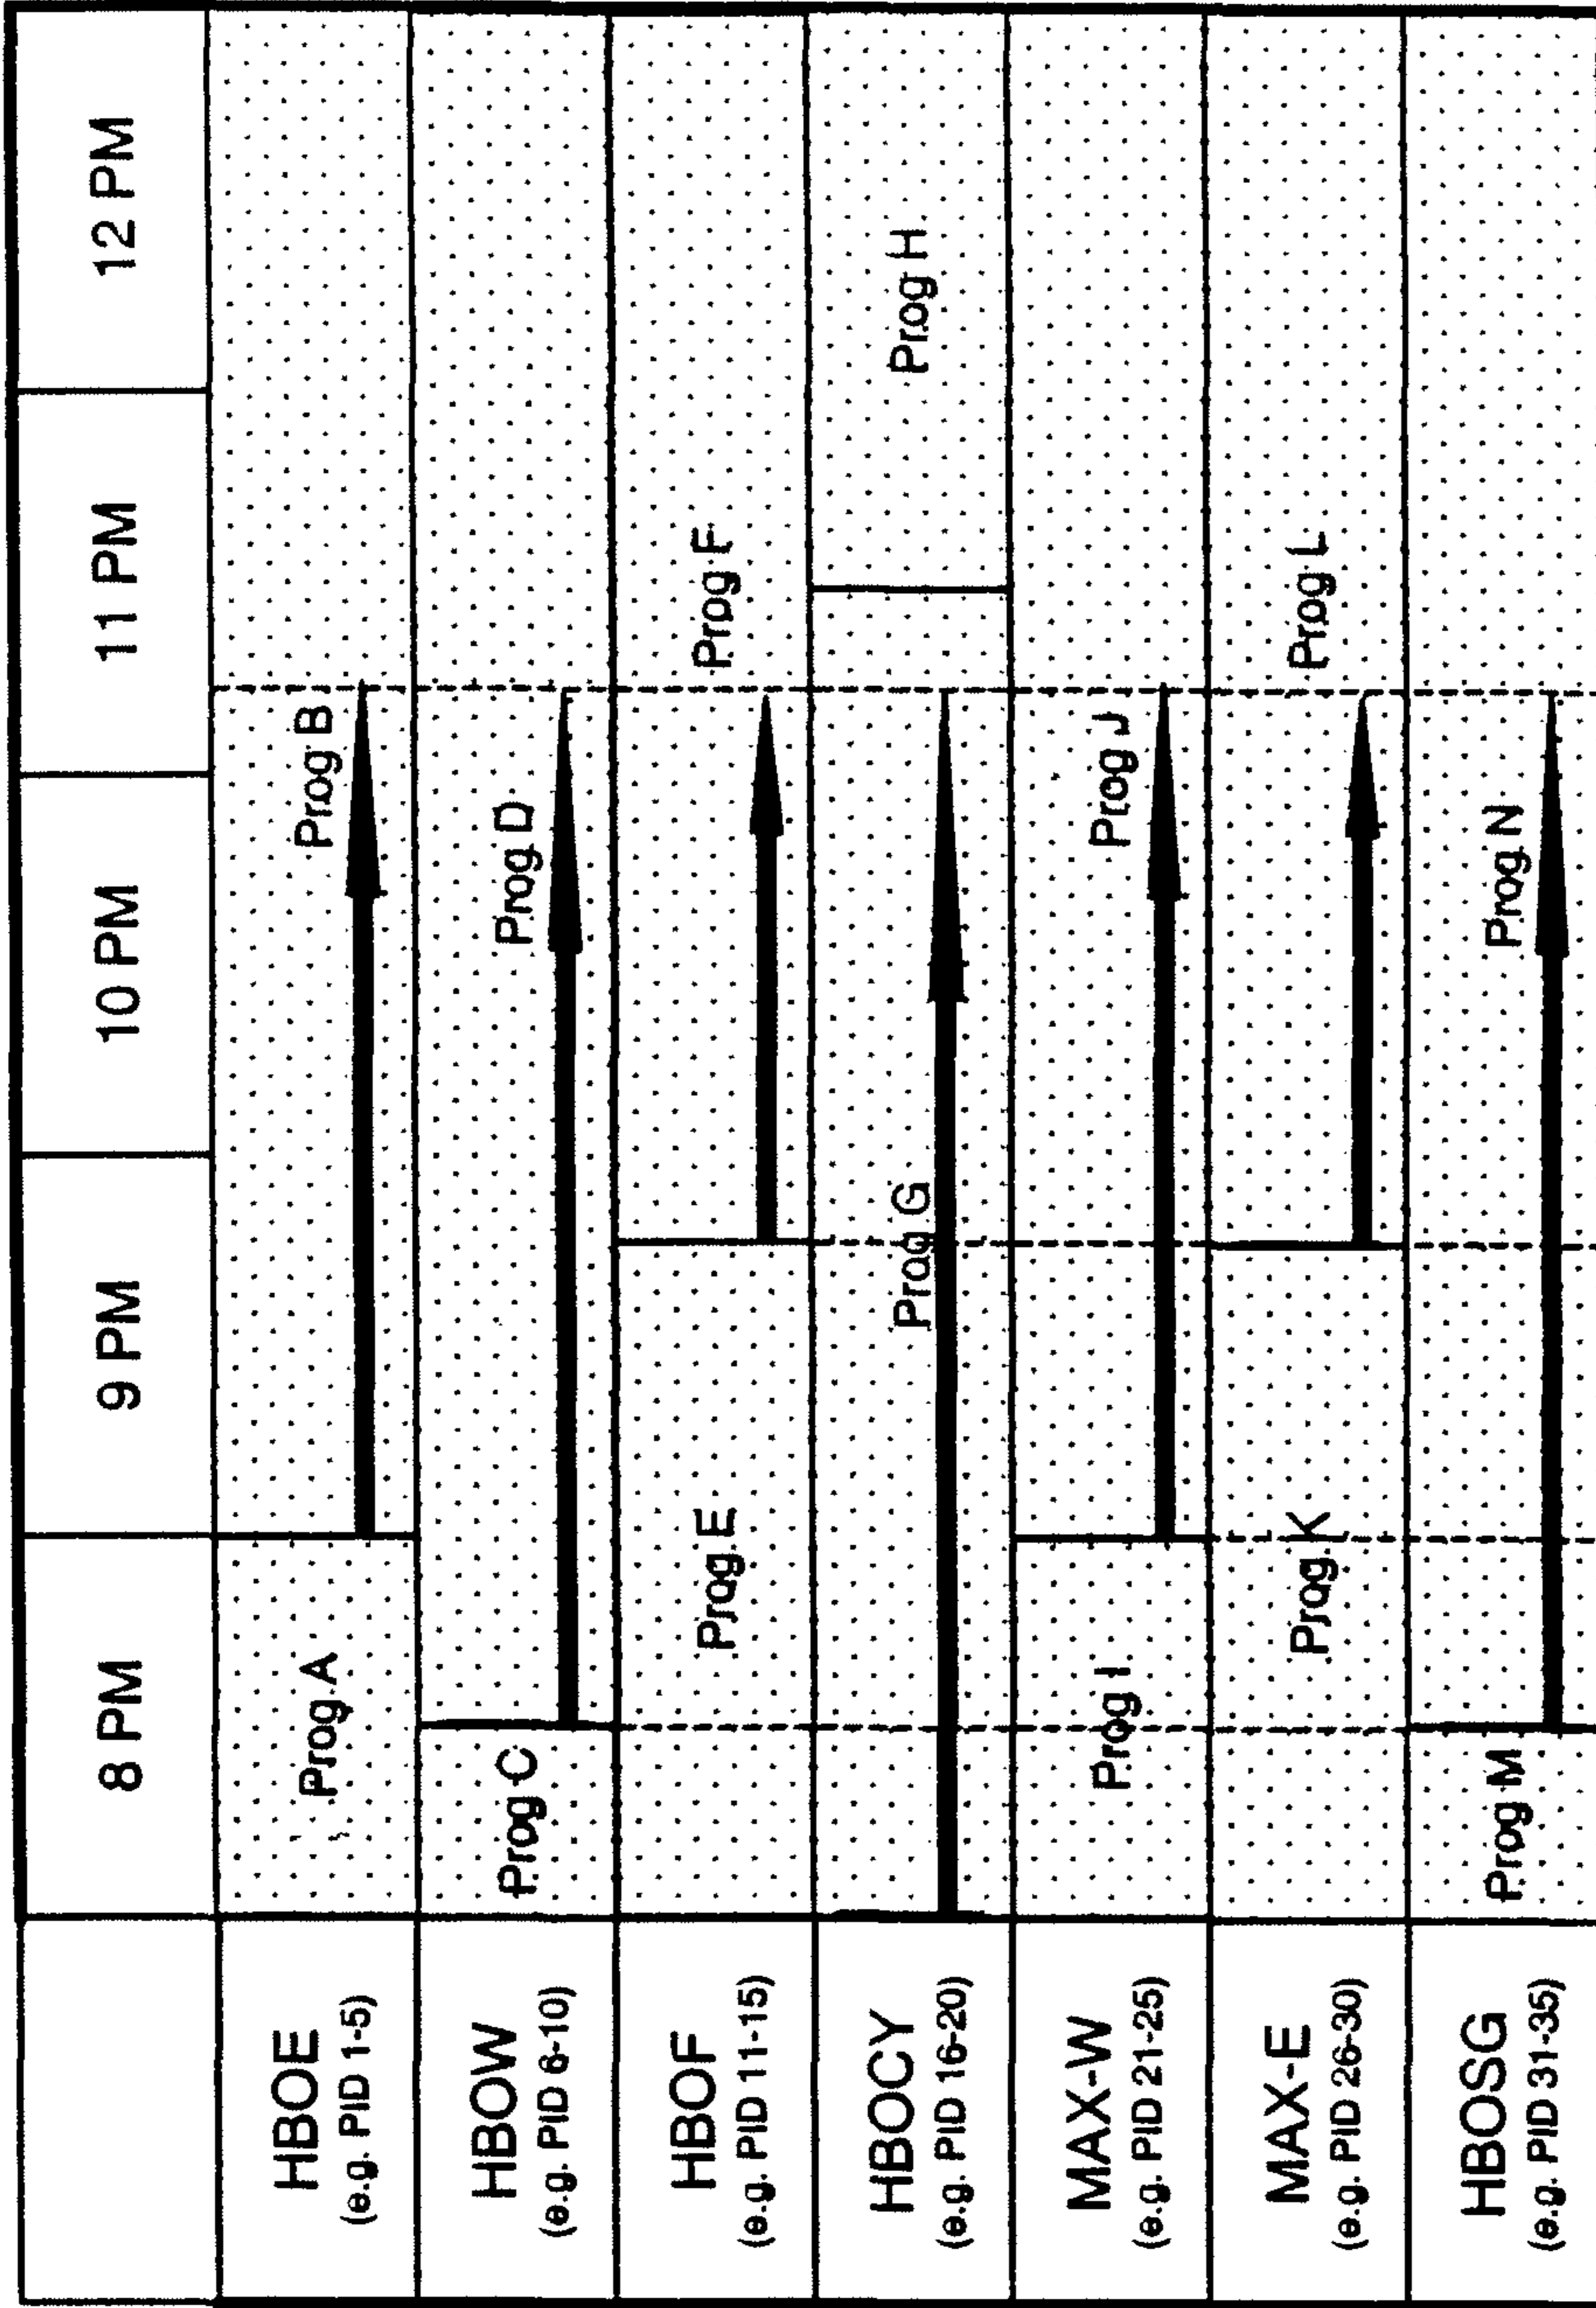 8 PM
9 PM
10 PM
11 PM
12 PM
HBOE
(e.g. PID 1-5)
Prog A
Prog B
HBOW
(e.g. PID 6-10)
Prog C
Prog D
HBOF
(e.g. PID 11-15)
Prog E
Prog F
HBOCY
(e.g. PID 16-20)
Prog G
Prog H
MAX-W
(e.g. PID 21-25)
Prog I
Prog J
MAX-E
(e.g. PID 26-30)
Prog K
Prog L
HBOSG
(e.g. PID 31-35)
Prog M
Prog N